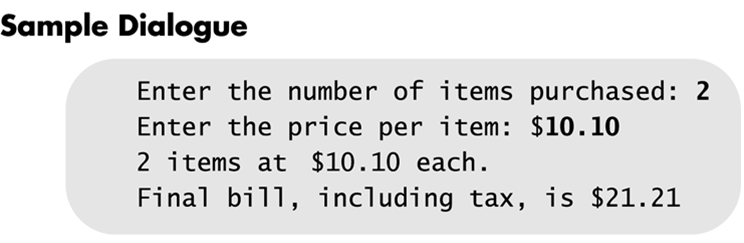 Sample Dialogue
Enter the number of items purchased: 2
Enter the price per item: $10.10
2 items at $10.10 each.
Final bill, including tax, is $21.21